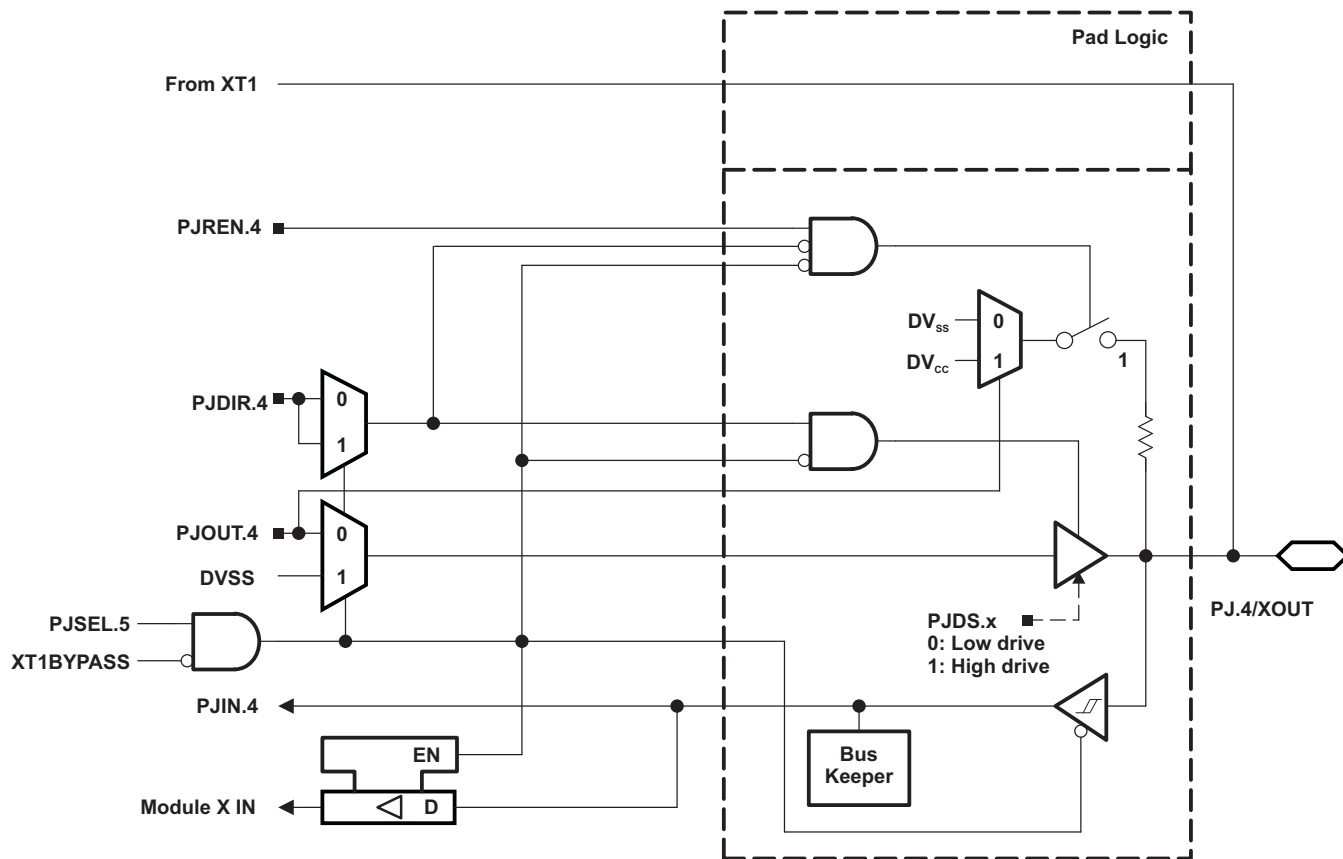 Pad Logic
From XT1
PJREN.4
DVss
0
DVcc
1
1
PJDIR.4
0
1
PJOUT.4
0
DVSS
1
PJDS.x
0: Low drive
1: High drive
PJ.4/XOUT
PJSEL.5
XT1BYPASS
PJIN.4
EN
Bus
Keeper
Module X IN
D